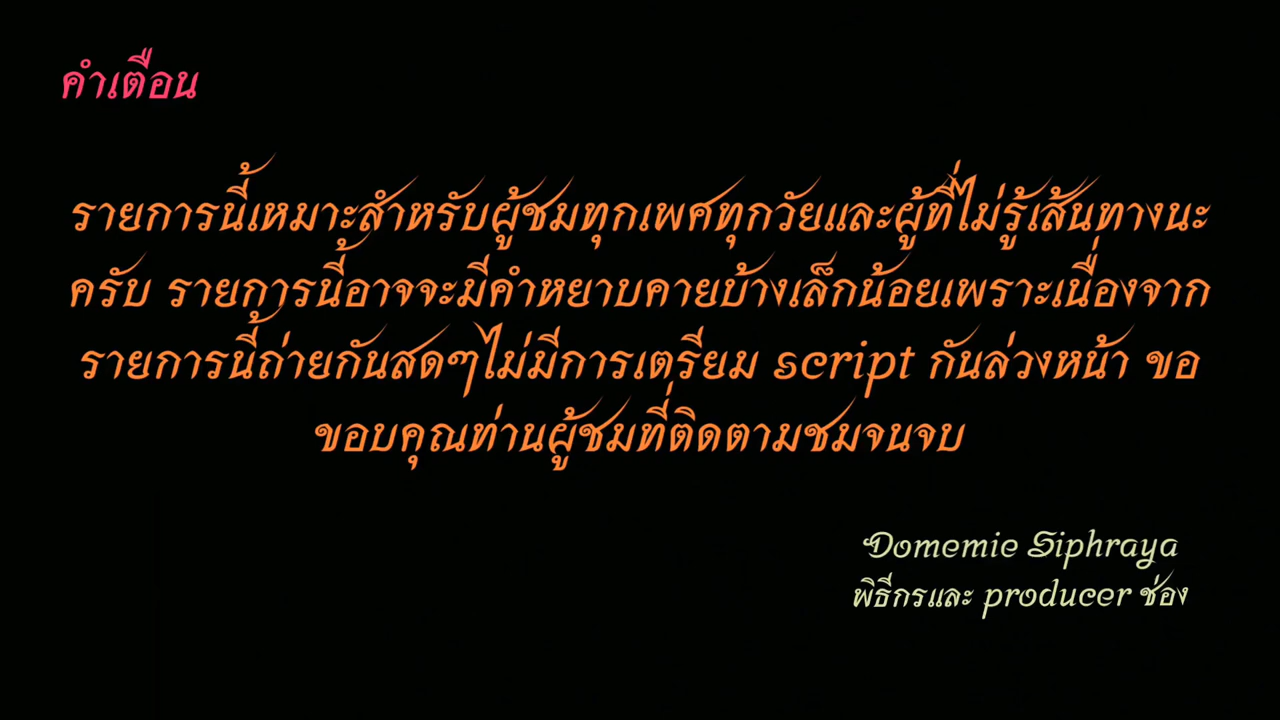 คำเตือน
รายการนี้เหมาะสำหรับผู้ชมทุกเพศทุกวัยและผู้ที่ไม่รู้เส้นทางนะ
ครับ รายการนี้อาจจะมีคำหยาบคายบ้างเล็กน้อยเพราะเนื่องจาก
รายการนี้ถ่ายกันสดๆไม่มีการเตรียม script กันล่วงหน้า ขอ
ขอบคุณท่านผู้ชมที่ติดตามชมจนจบ
Domemie Siphraya
พิธีกรและ producer ช่อง